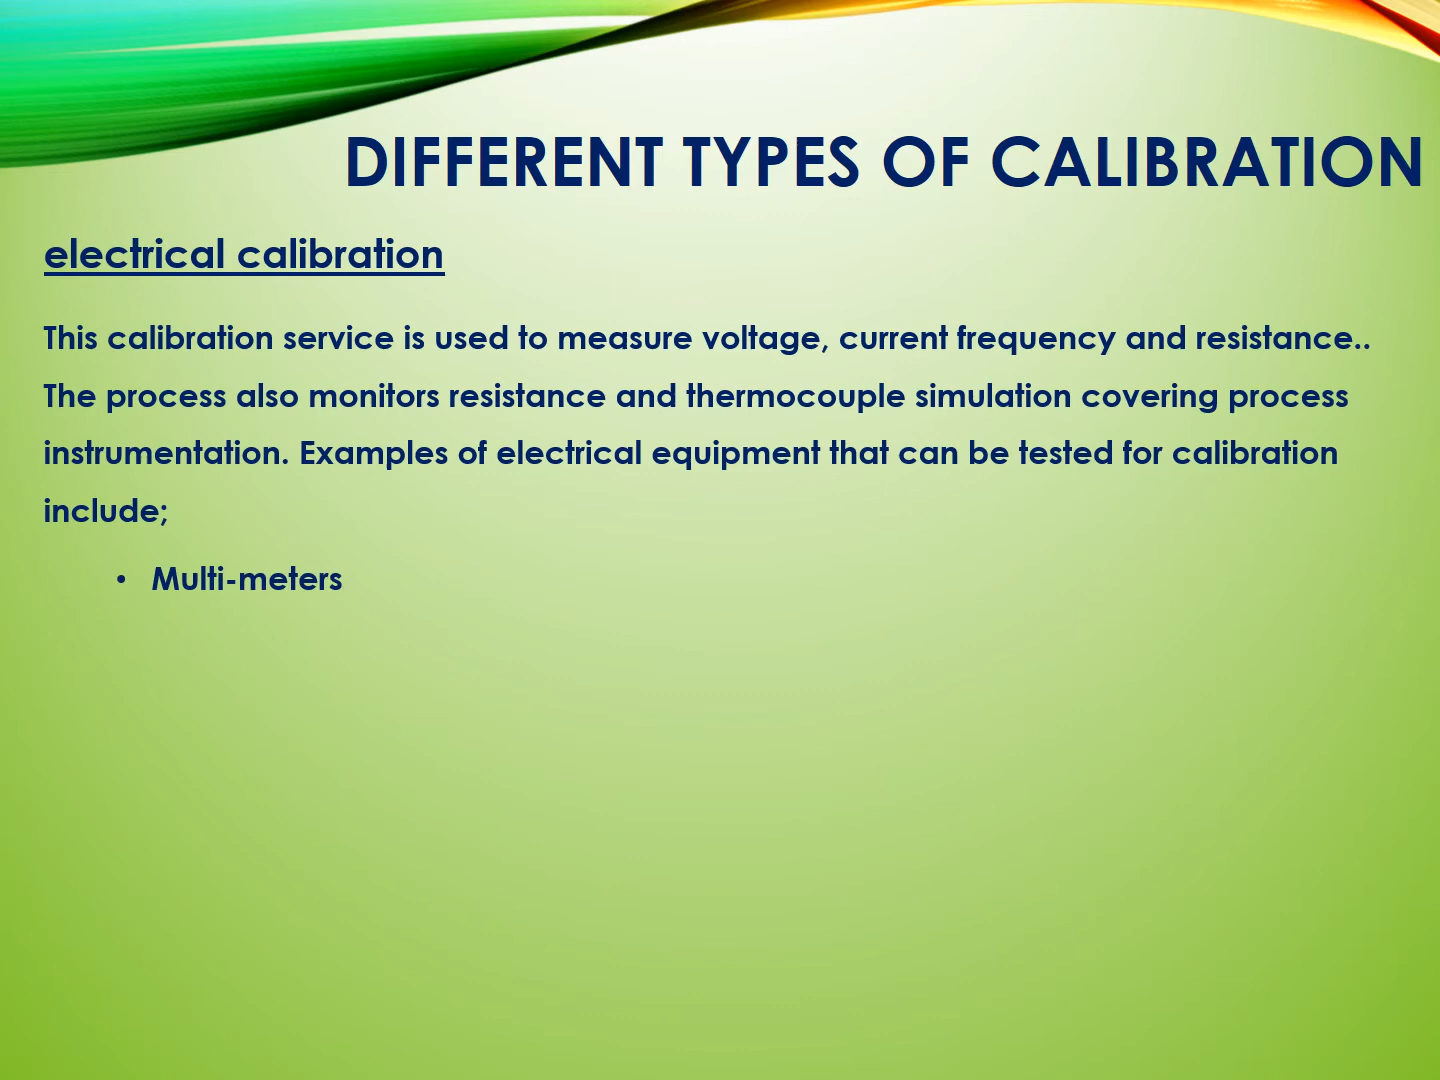 DIFFERENT TYPES OF CALIBRATION
electrical calibration
This calibration service is used to measure voltage, current frequency and resistance..
The process also monitors resistance and thermocouple simulation covering process
instrumentation. Examples of electrical equipment that can be tested for calibration
include;
• Multi-meters